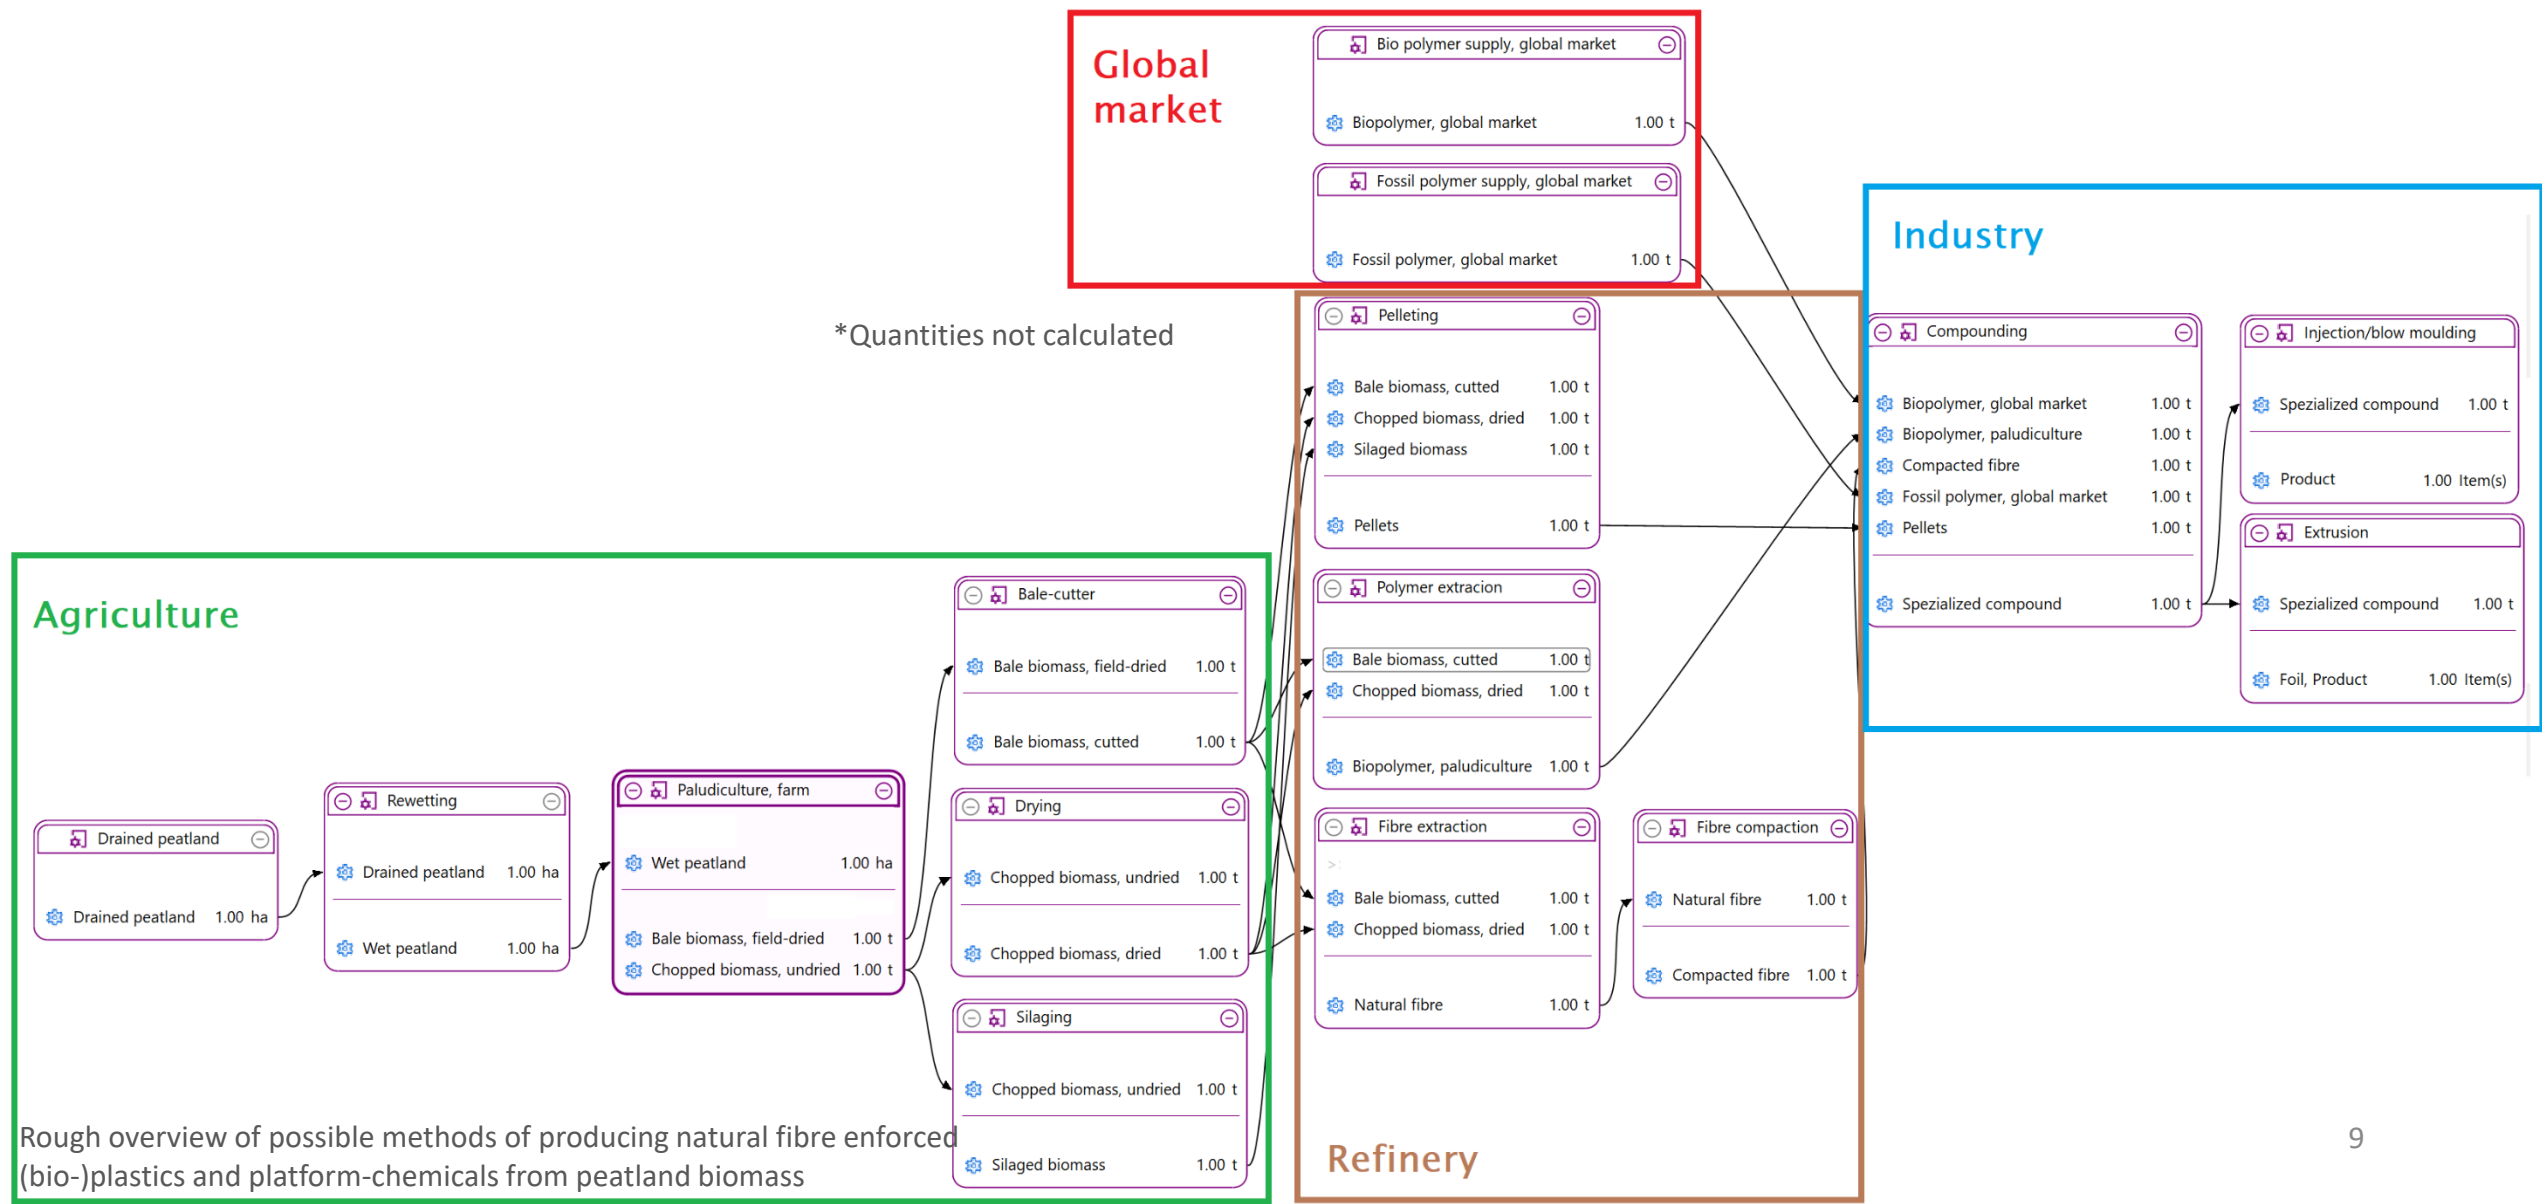 Global
market
Bio polymer supply, global market
Biopolymer, global market 1.00 t
Fossil polymer supply, global market
Fossil polymer, global market 1.00 t
*Quantities not calculated
Agriculture
Drained peatland
Drained peatland 1.00 ha
Rewetting
Drained peatland 1.00 ha
Wet peatland 1.00 ha
Paludiculture, farm
Wet peatland 1.00 ha
Bale biomass, field-dried 1.00 t
Chopped biomass, undried 1.00 t
Bale-cutter
Bale biomass, field-dried 1.00 t
Bale biomass, cutted 1.00 t
Drying
Chopped biomass, undried 1.00 t
Chopped biomass, dried 1.00 t
Silaging
Chopped biomass, undried 1.00 t
Silaged biomass 1.00 t
Rough overview of possible methods of producing natural fibre enforced
(bio-)plastics and platform-chemicals from peatland biomass
Pelleting
Bale biomass, cutted 1.00 t
Chopped biomass, dried 1.00 t
Silaged biomass 1.00 t
Pellets 1.00 t
Polymer extracion
Bale biomass, cutted 1.00 t
Chopped biomass, dried 1.00 t
Biopolymer, paludiculture 1.00 t
Fibre extraction
>:
Bale biomass, cutted 1.00 t
Chopped biomass, dried 1.00 t
Natural fibre 1.00 t
Fibre compaction
Natural fibre 1.00 t
Compacted fibre 1.00 t
Refinery
Industry
Compounding
Biopolymer, global market 1.00 t
Biopolymer, paludiculture 1.00 t
Compacted fibre 1.00 t
Fossil polymer, global market 1.00 t
Pellets 1.00 t
Spezialized compound 1.00 t
Injection/blow moulding
Spezialized compound 1.00 t
Product 1.00 Item(s)
Extrusion
Spezialized compound 1.00 t
Foil, Product 1.00 Item(s)
9